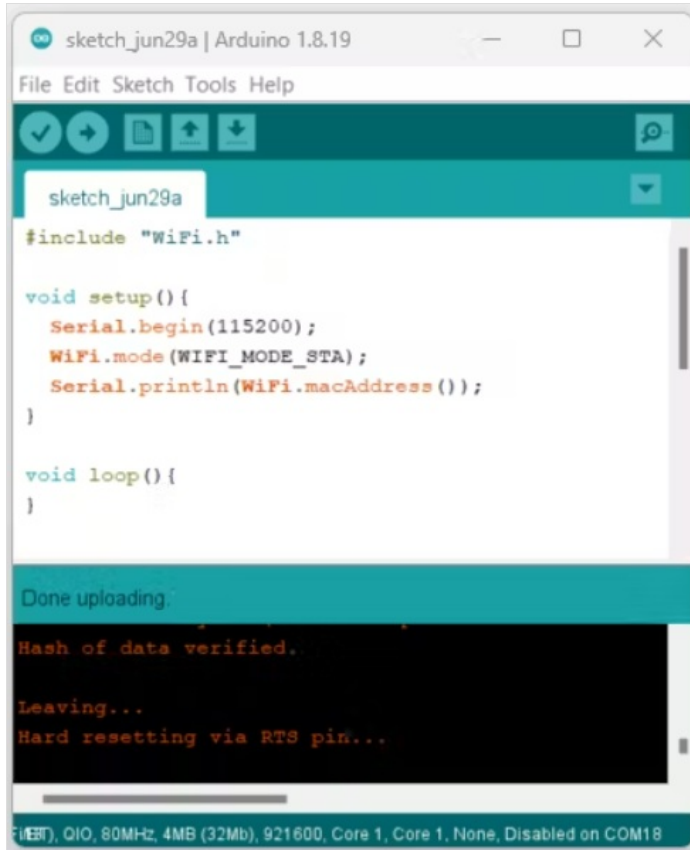 sketch_jun29a | Arduino 1.8.19
File Edit Sketch Tools Help
sketch_jun29a
#include "WiFi.h"
void setup(){
Serial.begin(115200);
WiFi.mode(WIFI_MODE_STA);
Serial.println(WiFi.macAddress());
}
void loop(){
}
Done uploading.
Hash of data verified.
Leaving...
Hard resetting via RTS pin...
QIO, 80MHz, 4MB (32Mb), 921600, Core 1, Core 1, None, Disabled on COM18